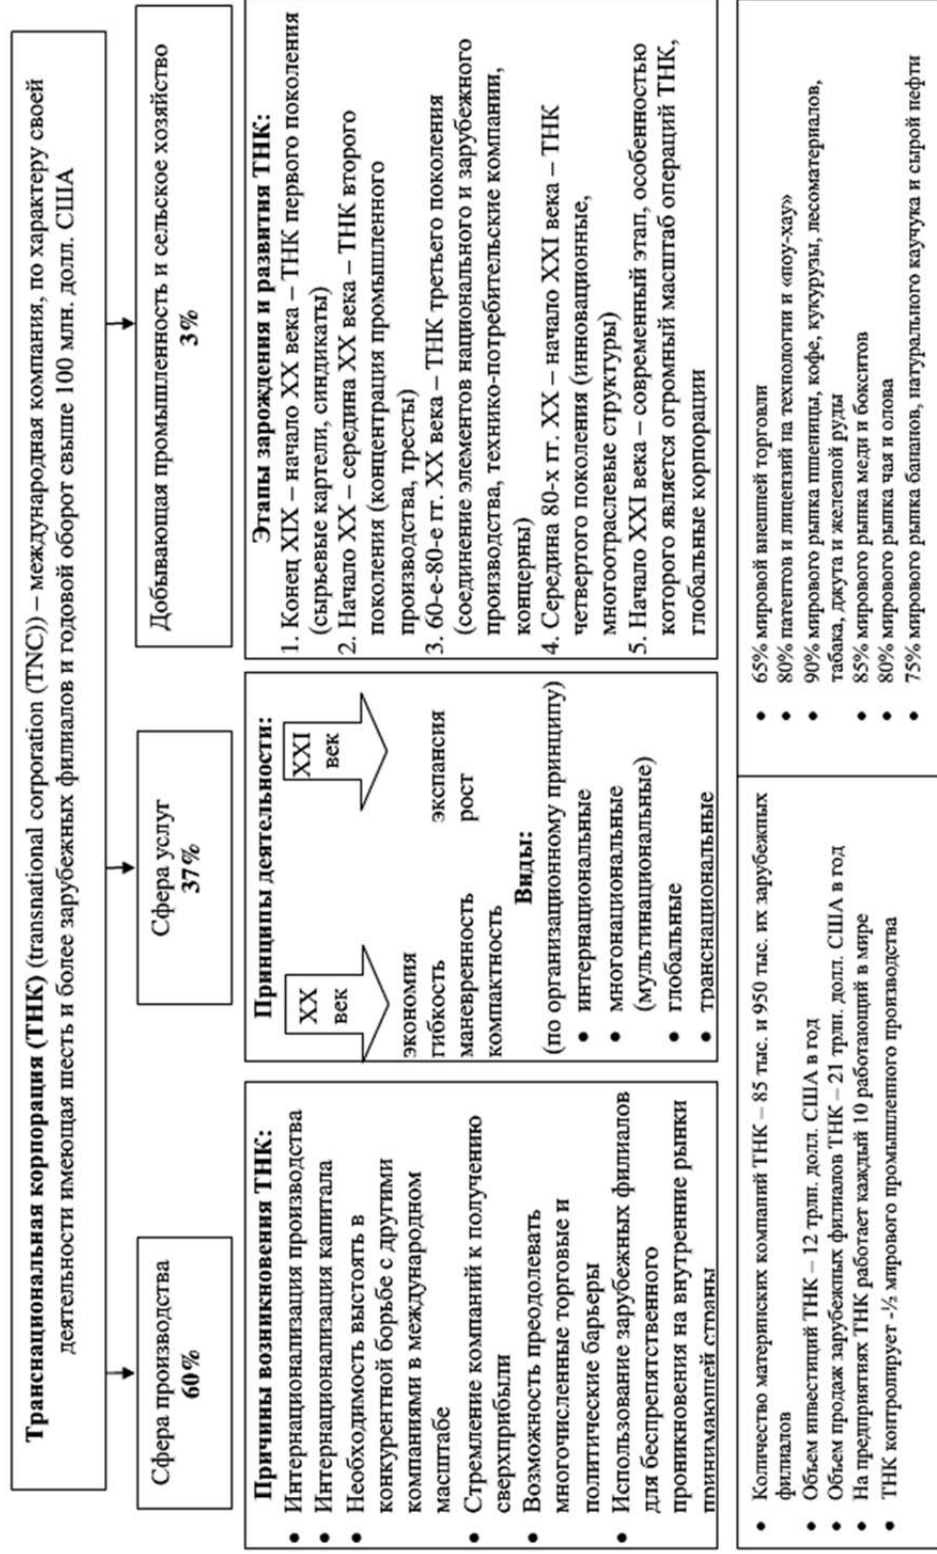 Транснациональная корпорация (ТНК) (transnational corporation (TNC)) – международная компания, по характеру своей
деятельности имеющая шесть и более зарубежных филиалов и годовой оборот свыше 100 млн. долл. США
Сфера производства
60%
Сфера услуг
37%
Добывающая промышленность и сельское хозяйство
3%
Причины возникновения ТНК:
• Интернационализация производства
• Интернационализация капитала
• Необходимость выстоять в
конкурентной борьбе с другими
компаниями в международном
масштабе
• Стремление компаний к получению
сверхприбыли
• Возможность преодолевать
многочисленные торговые и
политические барьеры
• Использование зарубежных филиалов
для беспрепятственного
проникновения на внутренние рынки
принимающей страны
Принципы деятельности:
XX
век
XXI
век
экономия
гибкость
маневренность
компактность
экспансия
рост
Виды:
(по организационному принципу)
• интернациональные
• многонациональные
(мультинациональные)
• глобальные
• транснациональные
Этапы зарождения и развития ТНК:
1. Конец XIX – начало XX века – ТНК первого поколения
(сырьевые картели, синдикаты)
2. Начало XX – середина XX века – ТНК второго
поколения (концентрация промышленного
производства, тресты)
3. 60-е-80-е гг. XX века – ТНК третьего поколения
(соединение элементов национального и зарубежного
производства, технико-потребительские компании,
концерны)
4. Середина 80-х гг. XX – начало XXI века – ТНК
четвертого поколения (инновационные,
многоотраслевые структуры)
5. Начало XXI века – современный этап, особенностью
которого является огромный масштаб операций ТНК,
глобальные корпорации
• Количество материнских компаний ТНК – 85 тыс. и 950 тыс. их зарубежных
филиалов
• Объем инвестиций ТНК – 12 трлн. долл. США в год
• Объем продаж зарубежных филиалов ТНК – 21 трлн. долл. США в год
• На предприятиях ТНК работает каждый 10 работающий в мире
• ТНК контролирует -½ мирового промышленного производства
• 65% мировой внешней торговли
• 80% патентов и лицензий на технологии и «ноу-хау»
• 90% мирового рынка пшеницы, кофе, кукурузы, лесоматериалов,
табака, джута и железной руды
• 85% мирового рынка меди и бокситов
• 80% мирового рынка чая и олова
• 75% мирового рынка бананов, натурального каучука и сырой нефти